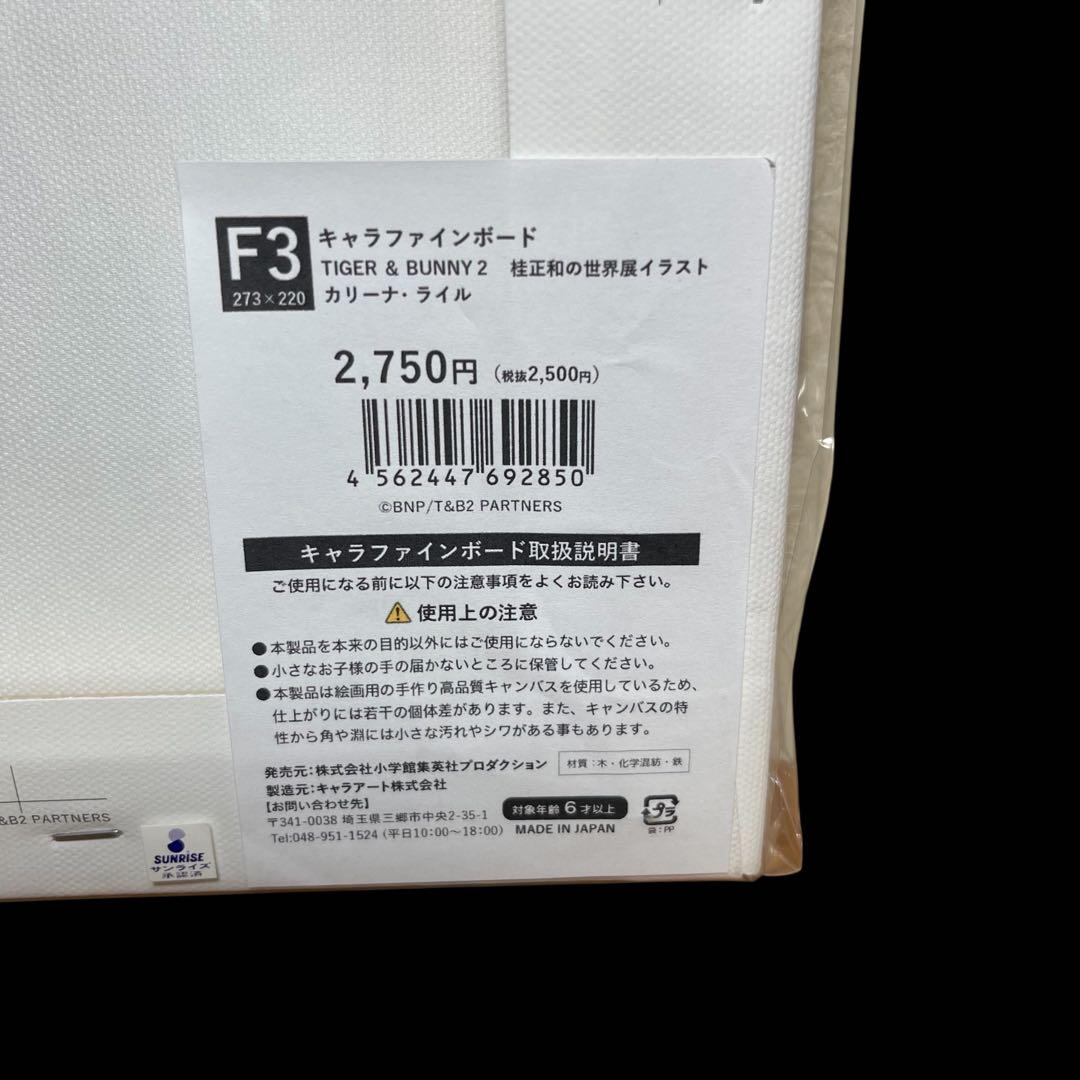 F3
273×220
キャラファインボード
TIGER & BUNNY 2　桂正和の世界展イラスト
カリーナ・ライル
2,750円（税抜2,500円）
4 562447 692850
©BNP/T&B2 PARTNERS
キャラファインボード取扱説明書
ご使用になる前に以下の注意事項をよくお読み下さい。
⚠使用上の注意
●本製品を本来の目的以外にはご使用にならないでください。
●小さなお子様の手の届かないところに保管してください。
●本製品は絵画用の手作り高品質キャンバスを使用しているため、
仕上がりには若干の個体差があります。また、キャンバスの特
性から角や淵には小さな汚れやシワがある事もあります。
発売元：株式会社小学館集英社プロダクション
材質：木・化学混紡・鉄
製造元：キャラアート株式会社
【お問い合わせ先】
〒341-0038 埼玉県三郷市中央2-35-1
Tel:048-951-1524 (平日10:00～18:00)
対象年齢6才以上
MADE IN JAPAN
プラ
袋：PP
&B2 PARTNERS
SUNRISE
サンライズ
承認済